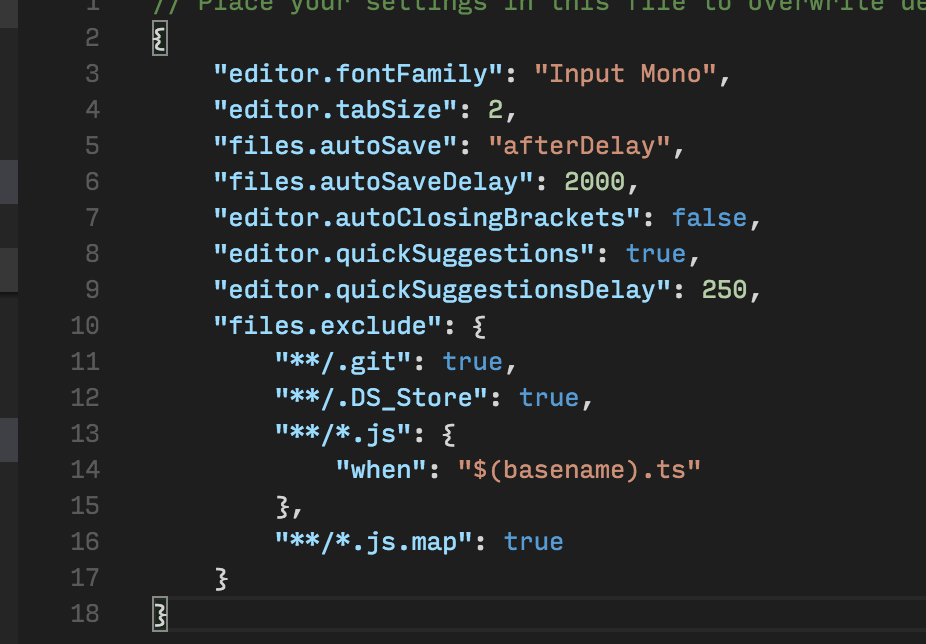 1 // Place your settings in this file to overwrite
2 {
3     "editor.fontFamily": "Input Mono",
4     "editor.tabSize": 2,
5     "files.autoSave": "afterDelay",
6     "files.autoSaveDelay": 2000,
7     "editor.autoClosingBrackets": false,
8     "editor.quickSuggestions": true,
9     "editor.quickSuggestionsDelay": 250,
10     "files.exclude": {
11         "**/.git": true,
12         "**/.DS_Store": true,
13         "**/*.js": {
14             "when": "$(basename).ts"
15         },
16         "**/*.js.map": true
17     }
18 }